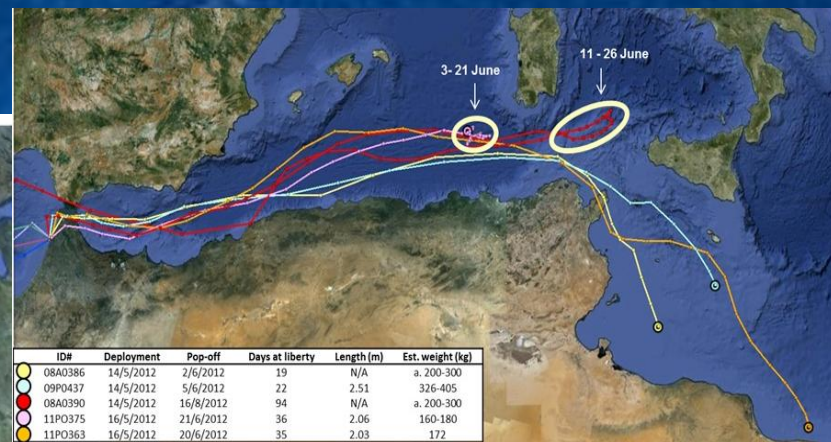 11 - 26 June
3- 21 June
ID# Deployment Pop-off Days at liberty Length (m) Est. weight (kg)
08A0386 14/5/2012 2/6/2012 19 N/A a. 200-300
09P0437 14/5/2012 5/6/2012 22 2.51 326-405
08A0390 14/5/2012 16/8/2012 94 N/A a. 200-300
11PO375 16/5/2012 21/6/2012 36 2.06 160-180
11PO363 16/5/2012 20/6/2012 35 2.03 172